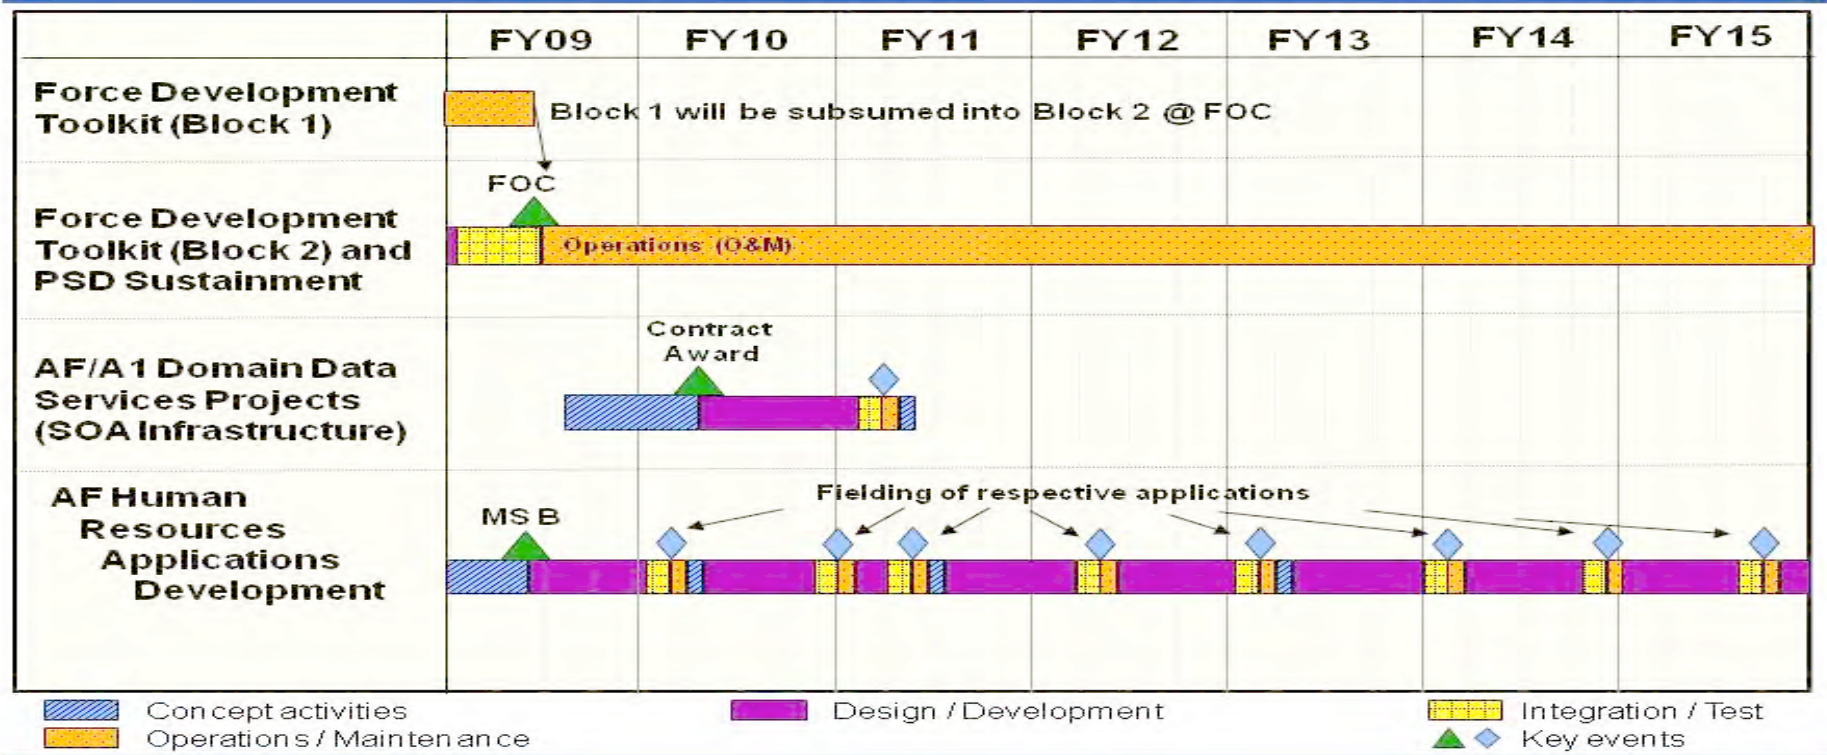 FY09 FY10 FY11 FY12 FY13 FY14 FY15
Force Development
Toolkit (Block 1)
Block 1 will be subsumed into Block 2 @ FOC
FOC
Force Development
Toolkit (Block 2) and
PSD Sustainment
Operations (O&M)
Contract
Award
AF/A1 Domain Data
Services Projects
(SOA Infrastructure)
Fielding of respective applications
MS B
AF Human
Resources
Applications
Development
Concept activities
Design / Development
Integration / Test
Operations / Maintenance
Key events